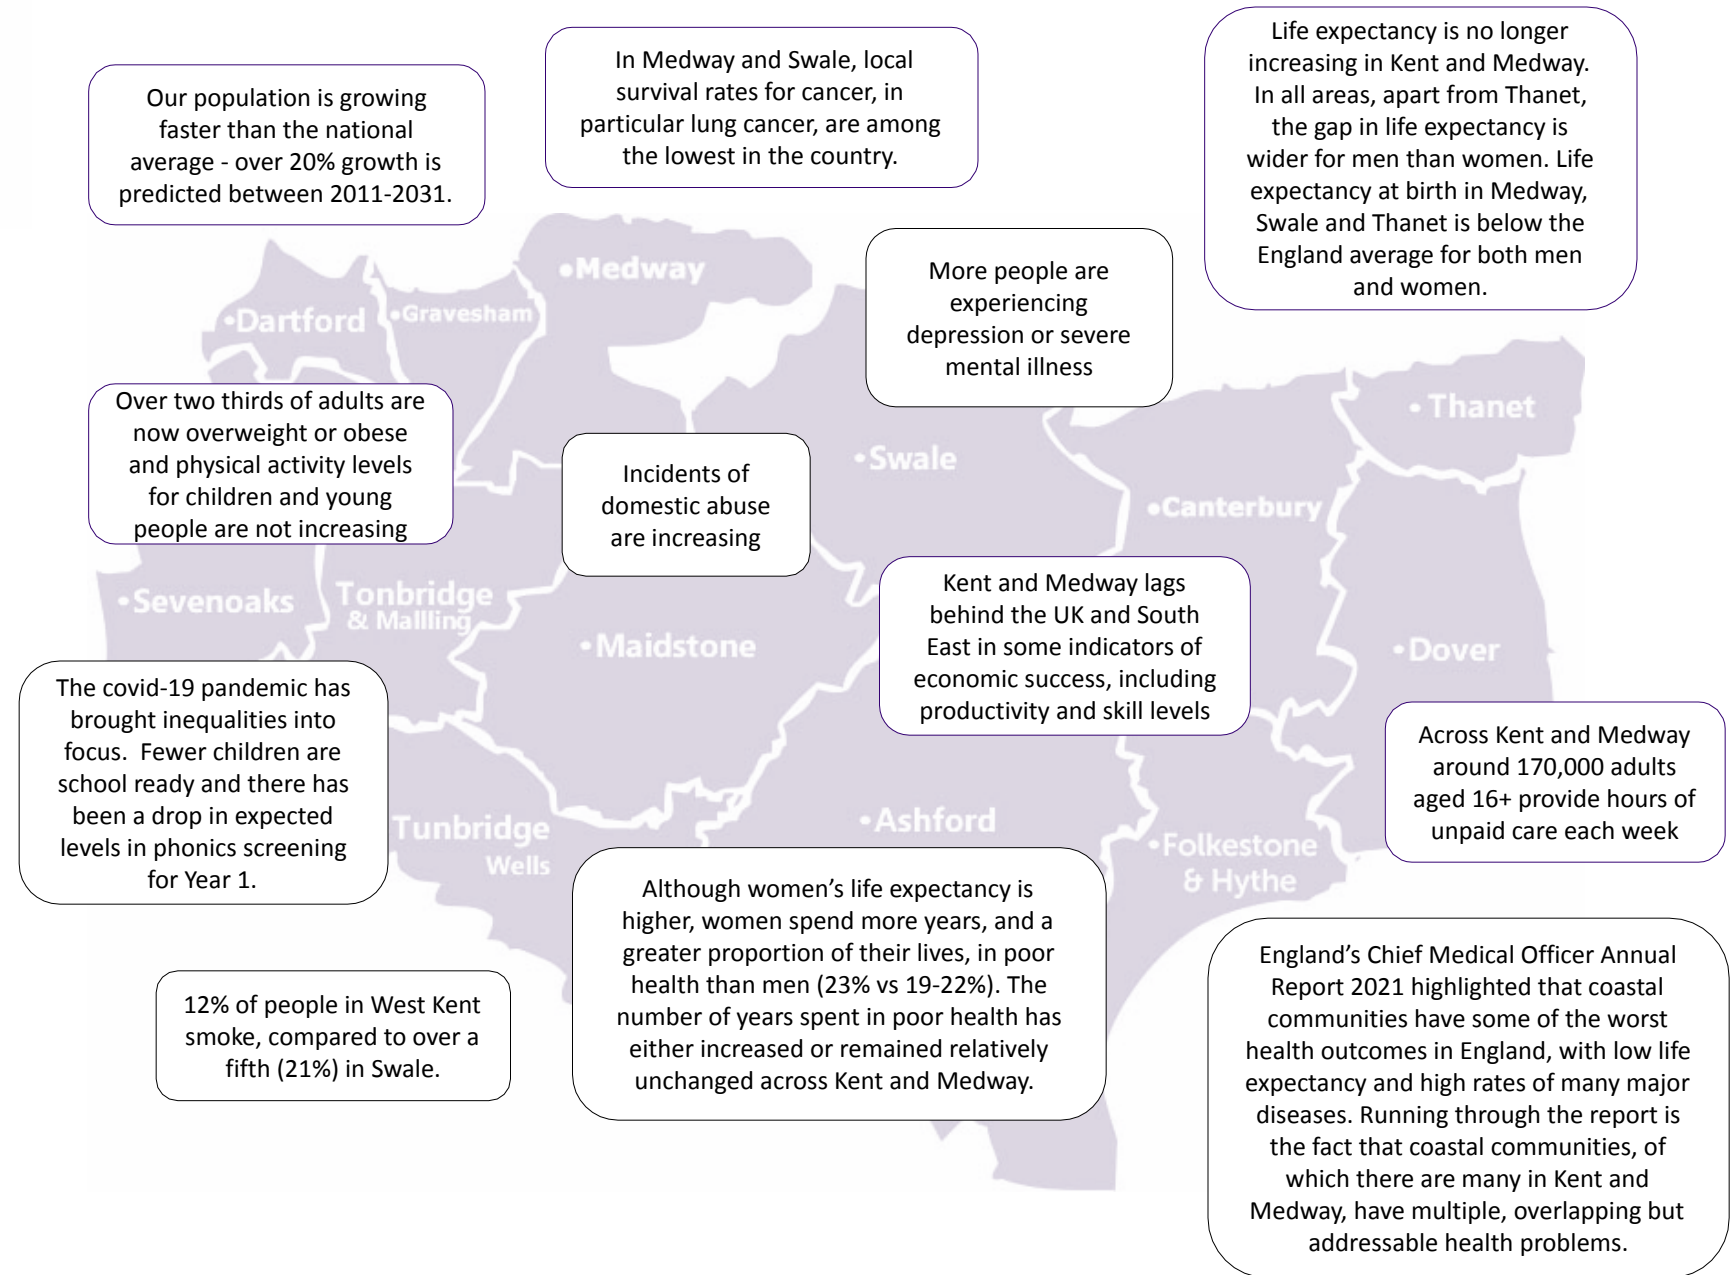 Our population is growing
faster than the national
average - over 20% growth is
predicted between 2011-2031.
In Medway and Swale, local
survival rates for cancer, in
particular lung cancer, are among
the lowest in the country.
Life expectancy is no longer
increasing in Kent and Medway.
In all areas, apart from Thanet,
the gap in life expectancy is
wider for men than women. Life
expectancy at birth in Medway,
Swale and Thanet is below the
England average for both men
and women.
More people are
experiencing
depression or severe
mental illness
•Medway
•Dartford
•Gravesham
• Thanet
Over two thirds of adults are
now overweight or obese
and physical activity levels
for children and young
people are not increasing
Incidents of
domestic abuse
are increasing
•Swale
•Canterbury
•Sevenoaks
Tonbridge
& Mallling
•Maidstone
Kent and Medway lags
behind the UK and South
East in some indicators of
economic success, including
productivity and skill levels
•Dover
The covid-19 pandemic has
brought inequalities into
focus.  Fewer children are
school ready and there has
been a drop in expected
levels in phonics screening
for Year 1.
Across Kent and Medway
around 170,000 adults
aged 16+ provide hours of
unpaid care each week
Tunbridge
Wells
•Ashford
•Folkestone
& Hythe
Although women’s life expectancy is
higher, women spend more years, and a
greater proportion of their lives, in poor
health than men (23% vs 19-22%). The
number of years spent in poor health has
either increased or remained relatively
unchanged across Kent and Medway.
12% of people in West Kent
smoke, compared to over a
fifth (21%) in Swale.
England’s Chief Medical Officer Annual
Report 2021 highlighted that coastal
communities have some of the worst
health outcomes in England, with low life
expectancy and high rates of many major
diseases. Running through the report is
the fact that coastal communities, of
which there are many in Kent and
Medway, have multiple, overlapping but
addressable health problems.